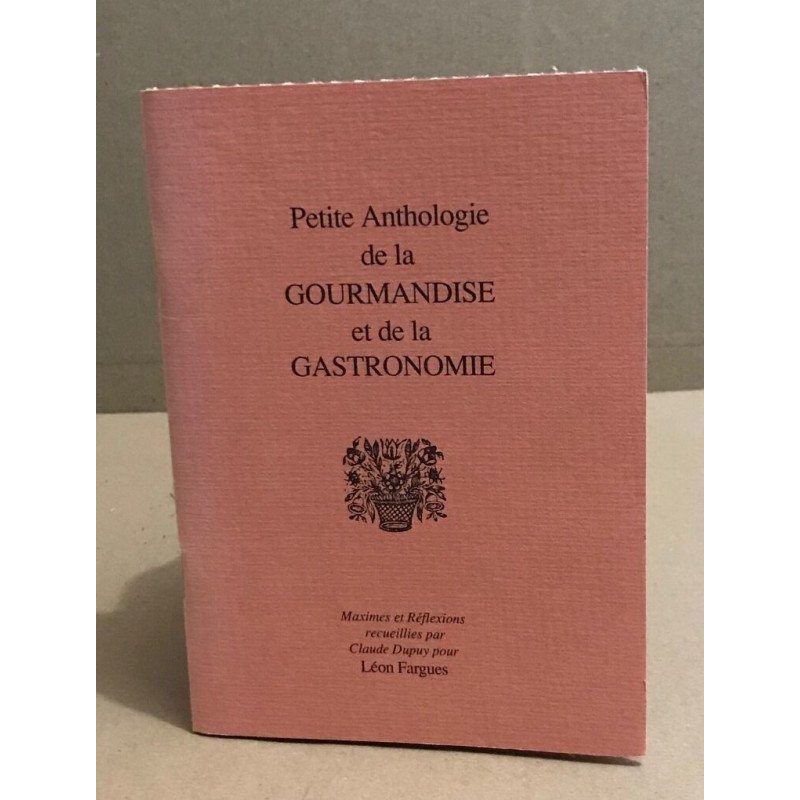 Petite Anthologie
de la
GOURMANDISE
et de la
GASTRONOMIE
Maximes et Réflexions
recueillies par
Claude Dupuy pour
Léon Fargues